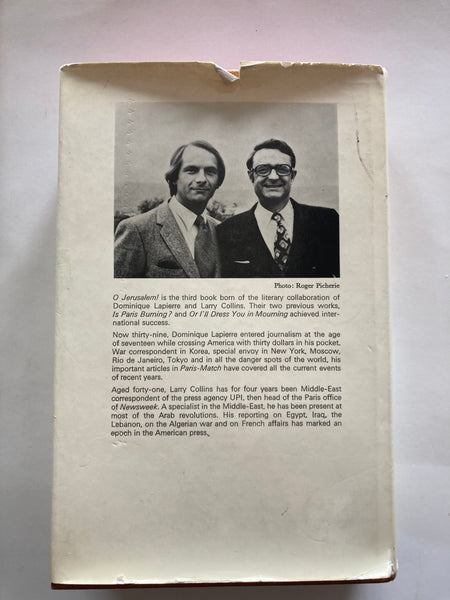 Photo: Roger Picherie
O Jerusalem! is the third book born of the literary collaboration of
Dominique Lapierre and Larry Collins. Their two previous works,
Is Paris Burning? and Or I'll Dress You in Mourning achieved inter-
national success.
Now thirty-nine, Dominique Lapierre entered journalism at the age
of seventeen while crossing America with thirty dollars in his pocket.
War correspondent in Korea, special envoy in New York, Moscow,
Rio de Janeiro, Tokyo and in all the danger spots of the world, his
important articles in Paris-Match have covered all the current events
of recent years.
Aged forty-one, Larry Collins has for four years been Middle-East
correspondent of the press agency UPI, then head of the Paris office
of Newsweek. A specialist in the Middle-East, he has been present at
most of the Arab revolutions. His reporting on Egypt, Iraq, the
Lebanon, on the Algerian war and on French affairs has marked an
epoch in the American press.